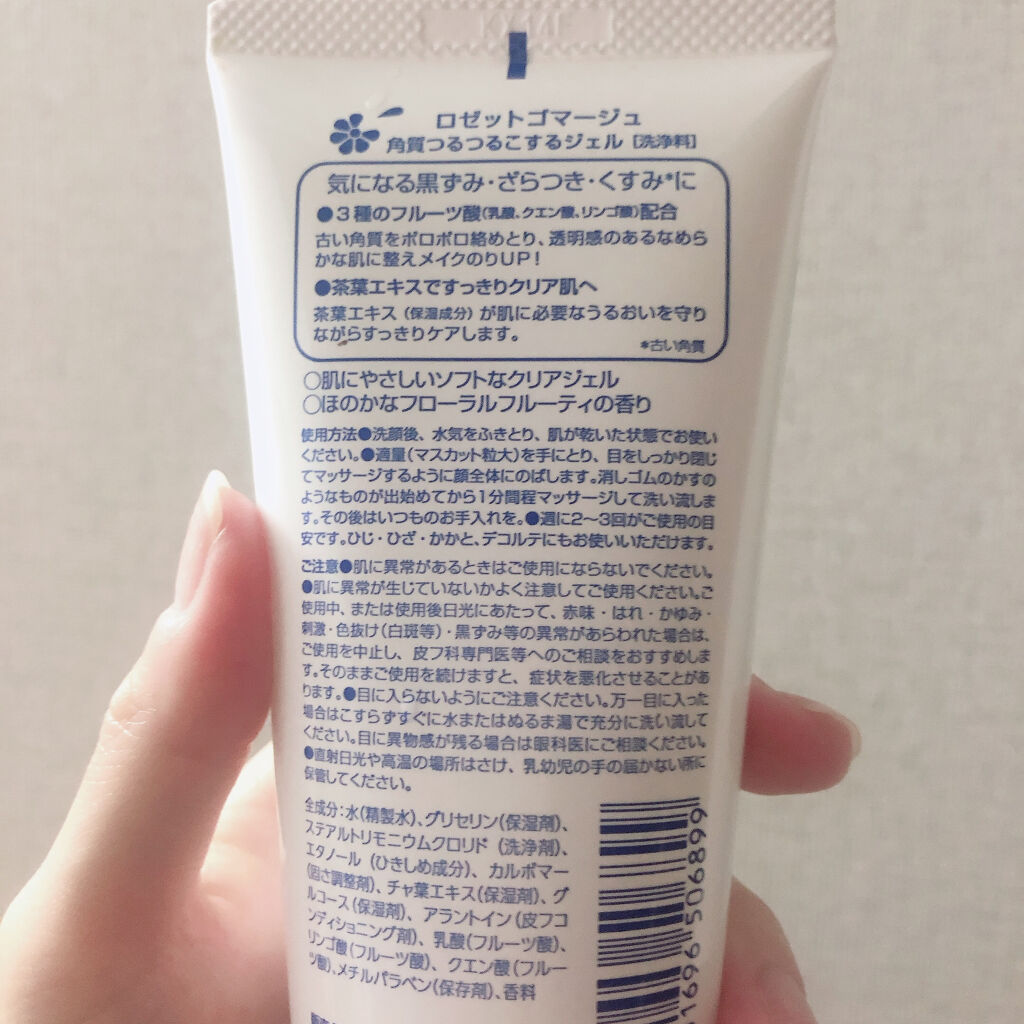 ロゼットゴマージュ
角質つるつるこするジェル [洗浄料]
気になる黒ずみ・ざらつき・くすみ*に
●3種のフルーツ酸(乳酸、クエン酸、リンゴ酸)配合
古い角質をポロポロ絡めとり、透明感のあるなめら
かな肌に整えメイクのりUP!
●茶葉エキスですっきりクリア肌へ
茶葉エキス(保湿成分)が肌に必要なうるおいを守り
ながらすっきりケアします。
*古い角質
○肌にやさしいソフトなクリアジェル
○ほのかなフローラルフルーティの香り
使用方法●洗顔後、水気をふきとり、肌が乾いた状態でお使い
ください。●適量(マスカット粒大)を手にとり、目をしっかり閉じ
てマッサージするように顔全体にのばします。消しゴムのかすの
ようなものが出始めてから1分間程マッサージして洗い流しま
す。その後はいつものお手入れを。●週に2〜3回がご使用の目
安です。ひじ・ひざ・かかと、デコルテにもお使いいただけます。
ご注意●肌に異常があるときはご使用にならないでください。
●肌に異常が生じていないかよく注意してご使用ください。ご
使用中、または使用後日光にあたって、赤味・はれ・かゆみ・
刺激・色抜け(白斑等)・黒ずみ等の異常があらわれた場合は、
ご使用を中止し、皮フ科専門医等へのご相談をおすすめしま
す。そのままご使用を続けますと、症状を悪化させることがあ
ります。●目に入らないようにご注意ください。万一目に入った
場合はこすらずすぐに水またはぬるま湯で充分に洗い流して
ください。目に異物感が残る場合は眼科医にご相談ください。
●直射日光や高温の場所はさけ、乳幼児の手の届かない所に
保管してください。
全成分:水(精製水)、グリセリン(保湿剤)、
ステアルトリモニウムクロリド(洗浄剤)、
エタノール(ひきしめ成分)、カルボマー
(固さ調整剤)、チャ葉エキス(保湿剤)、グ
ルコース(保湿剤)、アラントイン(皮フコ
ンディショニング剤)、乳酸(フルーツ酸)、
リンゴ酸(フルーツ酸)、クエン酸(フルー
ツ酸)、メチルパラベン(保存剤)、香料
1696 506899